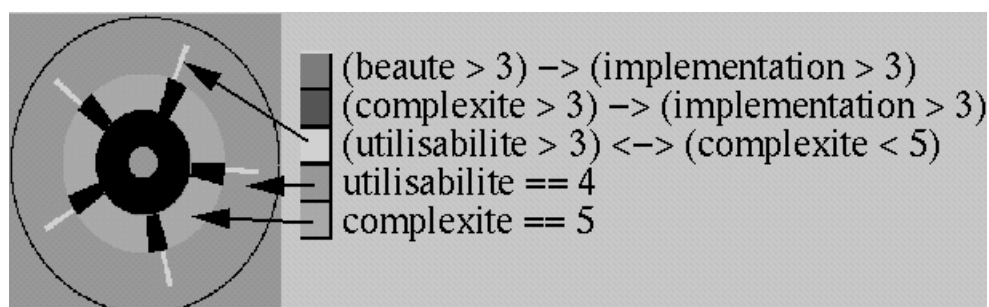 (beaute > 3) −> (implementation > 3)
(complexite > 3) −> (implementation > 3)
(utilisabilite > 3) <−> (complexite < 5)
utilisabilite == 4
complexite == 5